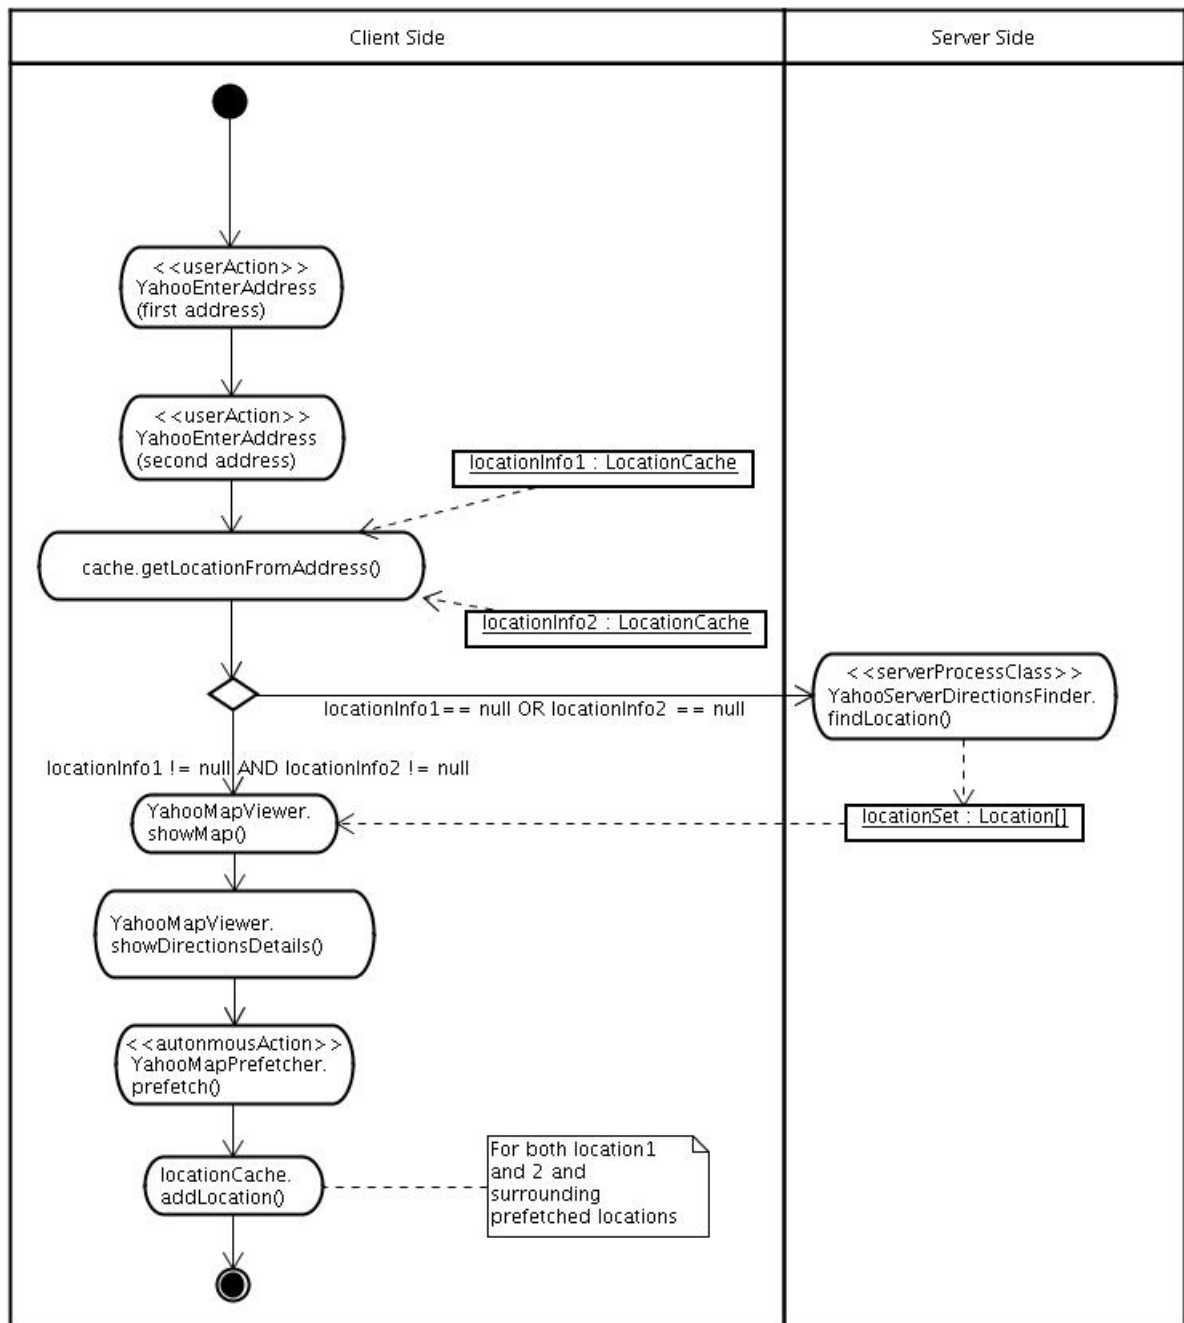 Client Side
Server Side
< <userAction> >
YahooEnterAddress
(first address)
< <userAction> >
YahooEnterAddress
(second address)
locationInfo1 : LocationCache
cache.getLocationFromAddress()
locationInfo2 : LocationCache
< <serverProcessClass> >
YahooServerDirectionsFinder.
findLocation()
locationInfo1== null OR locationInfo2 == null
locationInfo1 != null AND locationInfo2 != null
YahooMapViewer.
showMap()
locationSet : Location[]
YahooMapViewer.
showDirectionsDetails()
< <autonmousAction> >
YahooMapPrefetcher.
prefetch()
For both location1
and 2 and
surrounding
prefetched locations
locationCache.
addLocation()